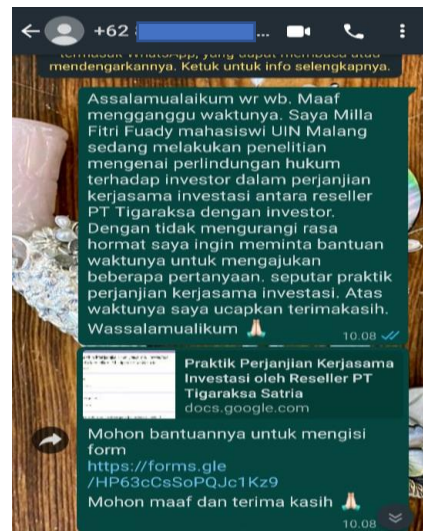 +62
...
termasuk WhatsApp, yang dapat membaca atau
mendengarkannya. Ketuk untuk info selengkapnya.
Assalamualaikum wr wb. Maaf
mengganggu waktunya. Saya Milla
Fitri Fuady mahasiswi UIN Malang
sedang melakukan penelitian
mengenai perlindungan hukum
terhadap investor dalam perjanjian
kerjasama investasi antara reseller
PT Tigaraksa dengan investor.
Dengan tidak mengurangi rasa
hormat saya ingin meminta bantuan
waktunya untuk mengajukan
beberapa pertanyaan. seputar praktik
perjanjian kerjasama investasi. Atas
waktunya saya ucapkan terimakasih.
Wassalamualikum 🙏🏻
10.08
Praktik Perjanjian Kerjasama
Investasi oleh Reseller PT
Tigaraksa Satria
docs.google.com
Mohon bantuannya untuk mengisi
form
https://forms.gle
/HP63cCsSoPQJc1Kz9
Mohon maaf dan terima kasih 🙏🏻
10.08